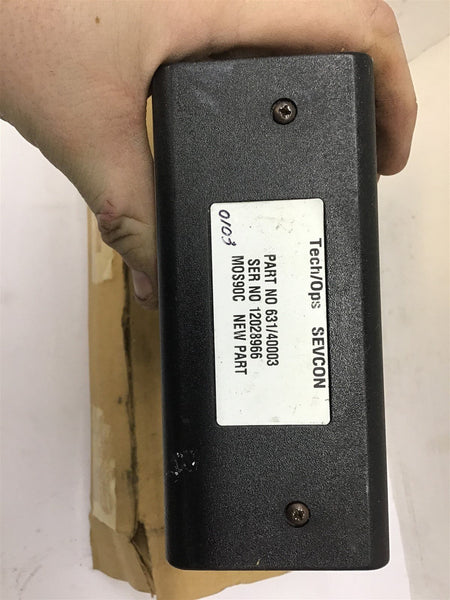 Tech/Ops SEVCON
PART NO 631/40003
SER NO 12028966
MOS90C NEW PART
0103